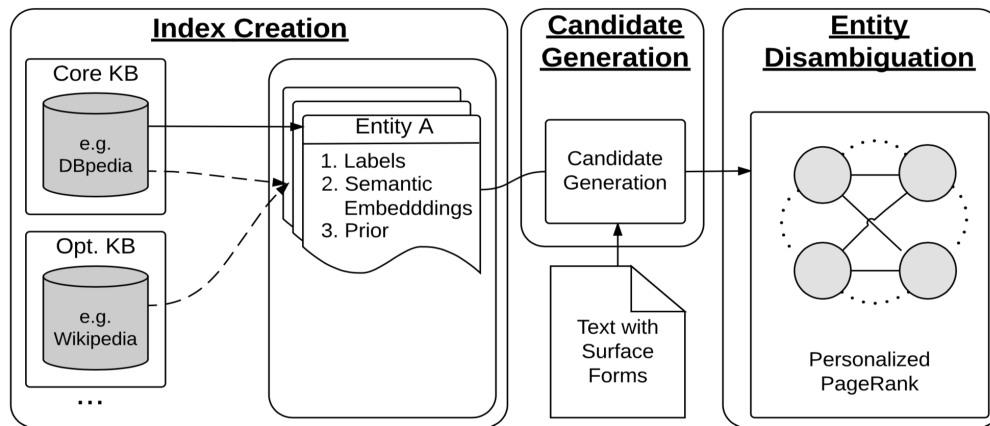 Index Creation
Core KB
e.g.
DBpedia
Opt. KB
e.g.
Wikipedia
...
Entity A
1. Labels
2. Semantic
Embedddings
3. Prior
Candidate
Generation
Candidate
Generation
Text with
Surface
Forms
Entity
Disambiguation
Personalized
PageRank